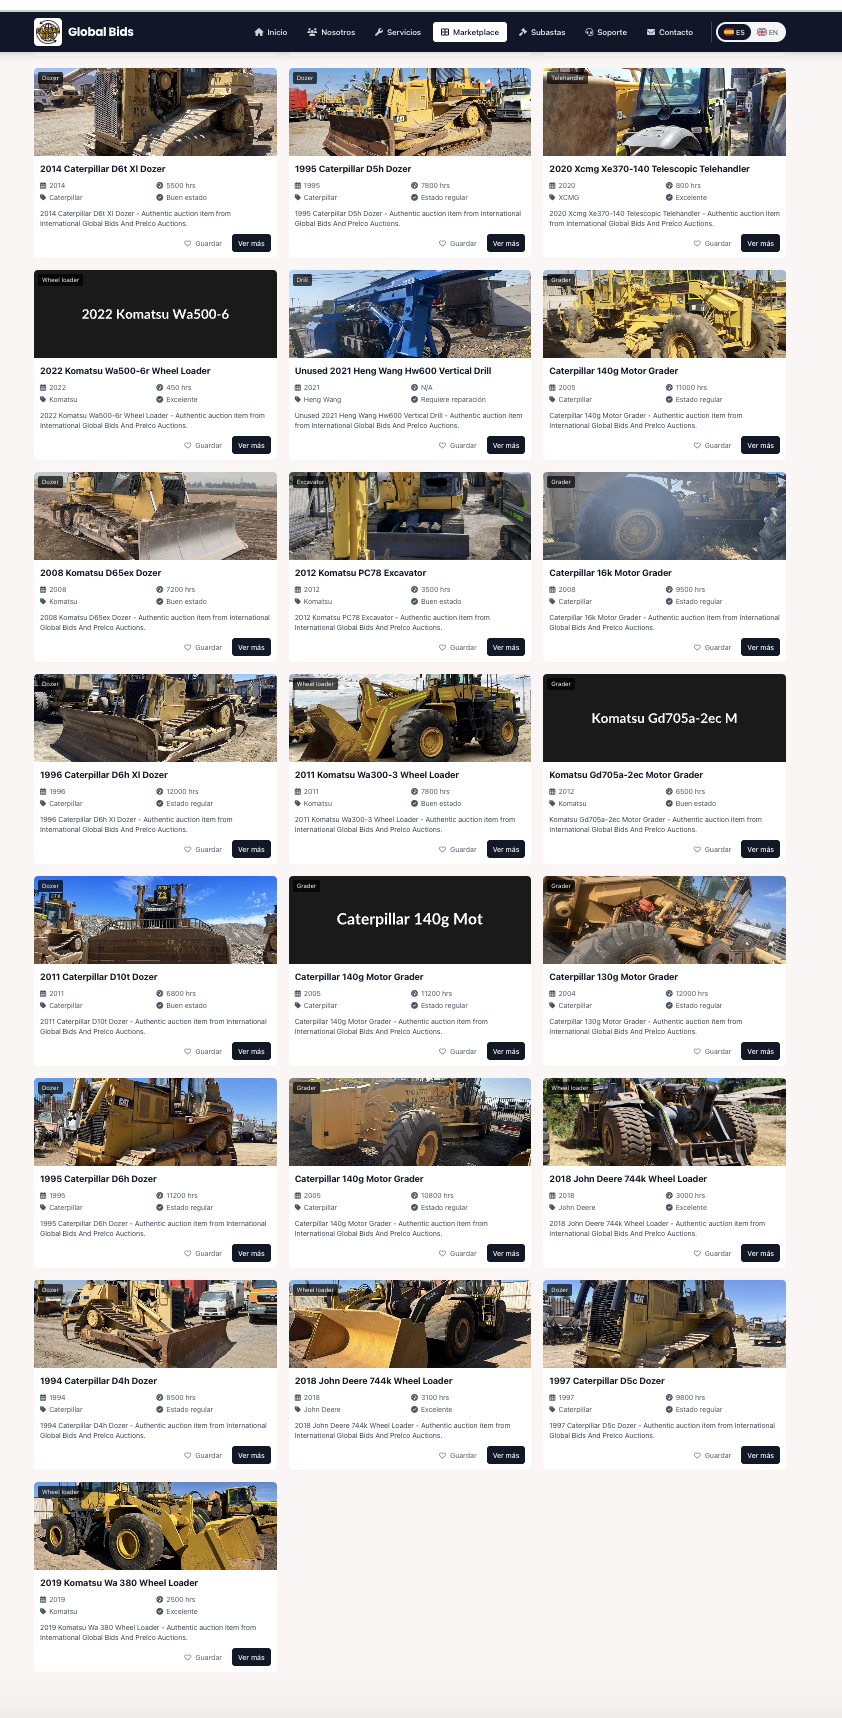 Global Bids
Inicio
Nosotros
Servicios
Marketplace
Subastas
Soporte
Contacto
ES
EN
Dozer
2014 Caterpillar D6t Xl Dozer
2014
5500 hrs
Caterpillar
Buen estado
2014 Caterpillar D6t Xl Dozer - Authentic auction item from
International Global Bids And Prelco Auctions.
Guardar
Ver más
Dozer
1995 Caterpillar D5h Dozer
1995
7800 hrs
Caterpillar
Estado regular
1995 Caterpillar D5h Dozer - Authentic auction item from International
Global Bids And Prelco Auctions.
Guardar
Ver más
Telehandler
2020 Xcmg Xe370-140 Telescopic Telehandler
2020
800 hrs
XCMG
Excelente
2020 Xcmg Xe370-140 Telescopic Telehandler - Authentic auction item
from International Global Bids And Prelco Auctions.
Guardar
Ver más
Wheel loader
2022 Komatsu Wa500-6
2022 Komatsu Wa500-6r Wheel Loader
2022
450 hrs
Komatsu
Excelente
2022 Komatsu Wa500-6r Wheel Loader - Authentic auction item from
International Global Bids And Prelco Auctions.
Guardar
Ver más
Drill
Unused 2021 Heng Wang Hw600 Vertical Drill
2021
N/A
Heng Wang
Requiere reparación
Unused 2021 Heng Wang Hw600 Vertical Drill - Authentic auction item
from International Global Bids And Prelco Auctions.
Guardar
Ver más
Grader
Caterpillar 140g Motor Grader
2005
11000 hrs
Caterpillar
Estado regular
Caterpillar 140g Motor Grader - Authentic auction item from
International Global Bids And Prelco Auctions.
Guardar
Ver más
Dozer
2008 Komatsu D65ex Dozer
2008
7200 hrs
Komatsu
Buen estado
2008 Komatsu D65ex Dozer - Authentic auction item from International
Global Bids And Prelco Auctions.
Guardar
Ver más
Excavator
2012 Komatsu PC78 Excavator
2012
3500 hrs
Komatsu
Buen estado
2012 Komatsu PC78 Excavator - Authentic auction item from
International Global Bids And Prelco Auctions.
Guardar
Ver más
Grader
Caterpillar 16k Motor Grader
2008
9500 hrs
Caterpillar
Estado regular
Caterpillar 16k Motor Grader - Authentic auction item from International
Global Bids And Prelco Auctions.
Guardar
Ver más
Dozer
1996 Caterpillar D6h Xl Dozer
1996
12000 hrs
Caterpillar
Estado regular
1996 Caterpillar D6h Xl Dozer - Authentic auction item from
International Global Bids And Prelco Auctions.
Guardar
Ver más
Wheel loader
2011 Komatsu Wa300-3 Wheel Loader
2011
7800 hrs
Komatsu
Buen estado
2011 Komatsu Wa300-3 Wheel Loader - Authentic auction item from
International Global Bids And Prelco Auctions.
Guardar
Ver más
Grader
Komatsu Gd705a-2ec M
Komatsu Gd705a-2ec Motor Grader
2012
6500 hrs
Komatsu
Buen estado
Komatsu Gd705a-2ec Motor Grader - Authentic auction item from
International Global Bids And Prelco Auctions.
Guardar
Ver más
Dozer
2011 Caterpillar D10t Dozer
2011
6800 hrs
Caterpillar
Buen estado
2011 Caterpillar D10t Dozer - Authentic auction item from International
Global Bids And Prelco Auctions.
Guardar
Ver más
Grader
Caterpillar 140g Mot
Caterpillar 140g Motor Grader
2005
11200 hrs
Caterpillar
Estado regular
Caterpillar 140g Motor Grader - Authentic auction item from
International Global Bids And Prelco Auctions.
Guardar
Ver más
Grader
Caterpillar 130g Motor Grader
2004
12000 hrs
Caterpillar
Estado regular
Caterpillar 130g Motor Grader - Authentic auction item from
International Global Bids And Prelco Auctions.
Guardar
Ver más
Dozer
CAT
1995 Caterpillar D6h Dozer
1995
11200 hrs
Caterpillar
Estado regular
1995 Caterpillar D6h Dozer - Authentic auction item from International
Global Bids And Prelco Auctions.
Guardar
Ver más
Grader
Caterpillar 140g Motor Grader
2005
10800 hrs
Caterpillar
Estado regular
Caterpillar 140g Motor Grader - Authentic auction item from
International Global Bids And Prelco Auctions.
Guardar
Ver más
Wheel loader
2018 John Deere 744k Wheel Loader
2018
3000 hrs
John Deere
Excelente
2018 John Deere 744k Wheel Loader - Authentic auction item from
International Global Bids And Prelco Auctions.
Guardar
Ver más
Dozer
1994 Caterpillar D4h Dozer
1994
8500 hrs
Caterpillar
Estado regular
1994 Caterpillar D4h Dozer - Authentic auction item from International
Global Bids And Prelco Auctions.
Guardar
Ver más
Wheel loader
2018 John Deere 744k Wheel Loader
2018
3100 hrs
John Deere
Excelente
2018 John Deere 744k Wheel Loader - Authentic auction item from
International Global Bids And Prelco Auctions.
Guardar
Ver más
Dozer
CAT
1997 Caterpillar D5c Dozer
1997
9800 hrs
Caterpillar
Estado regular
1997 Caterpillar D5c Dozer - Authentic auction item from International
Global Bids And Prelco Auctions.
Guardar
Ver más
Wheel loader
KOMATSU
2019 Komatsu Wa 380 Wheel Loader
2019
2500 hrs
Komatsu
Excelente
2019 Komatsu Wa 380 Wheel Loader - Authentic auction item from
International Global Bids And Prelco Auctions.
Guardar
Ver más